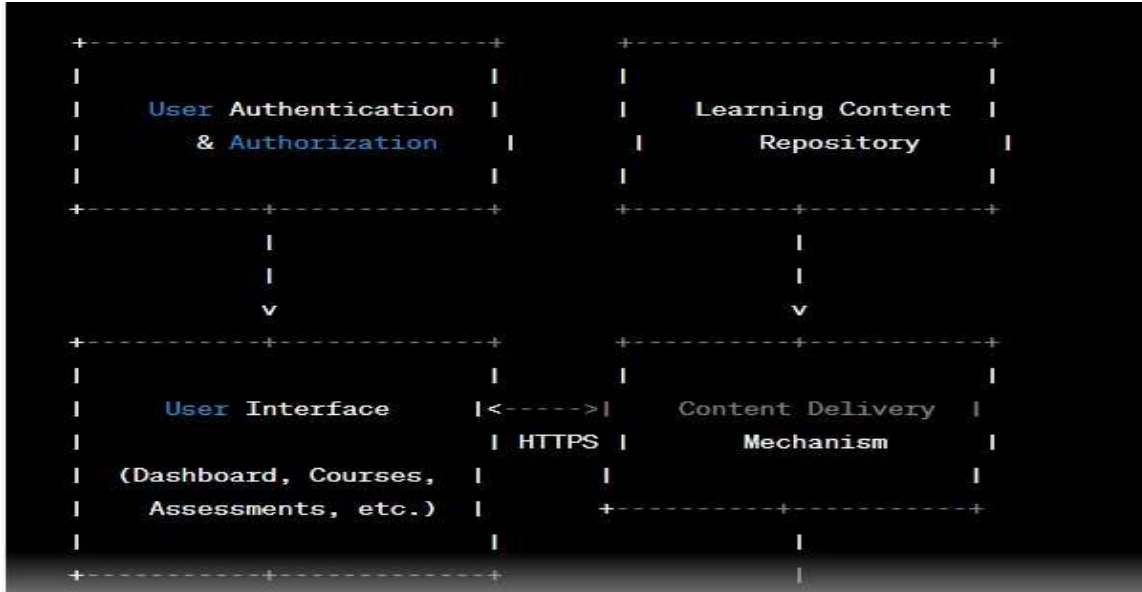 User Authentication
& Authorization
Learning Content
Repository
User Interface
(Dashboard, Courses,
Assessments, etc.)
HTTPS
Content Delivery
Mechanism